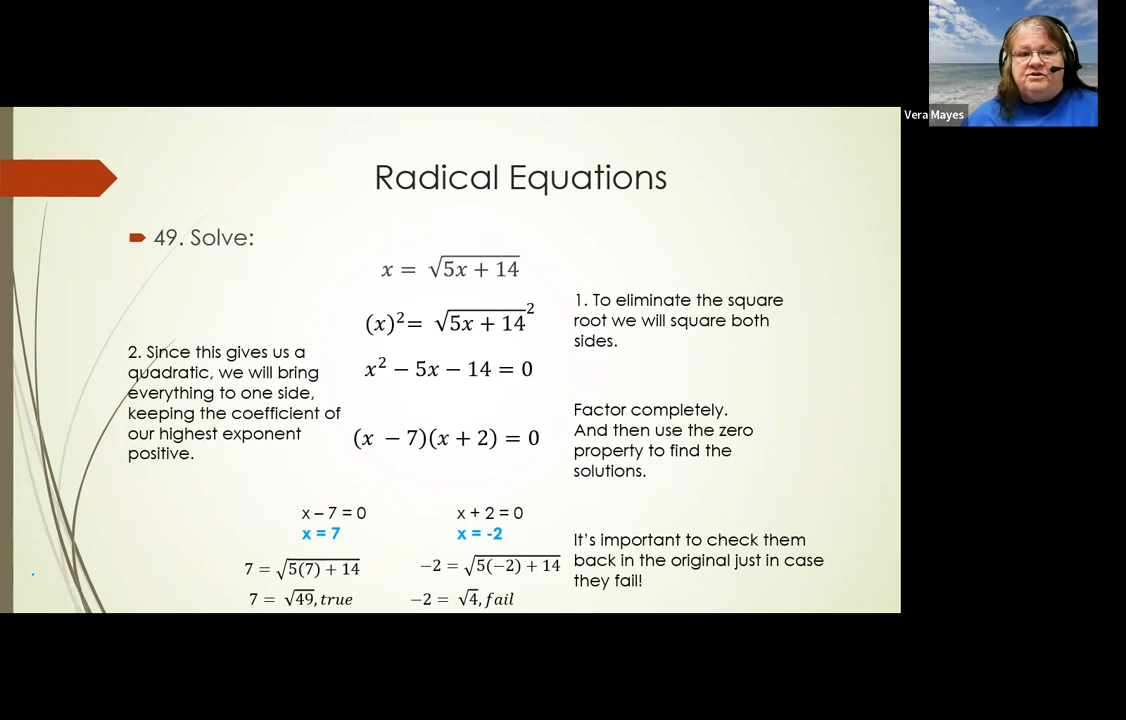 Vera Mayes
Radical Equations
49. Solve:
x = √5x + 14
(x)²= √5x + 14²
1. To eliminate the square
root we will square both
sides.
2. Since this gives us a
quadratic, we will bring
everything to one side,
keeping the coefficient of
our highest exponent
positive.
x² − 5x − 14 = 0
(x − 7)(x + 2) = 0
Factor completely.
And then use the zero
property to find the
solutions.
x – 7 = 0
x = 7
7 = √5(7) + 14
7 = √49, true
x + 2 = 0
x = -2
−2 = √5(−2) + 14
−2 = √4, fail
It's important to check them
back in the original just in case
they fail!